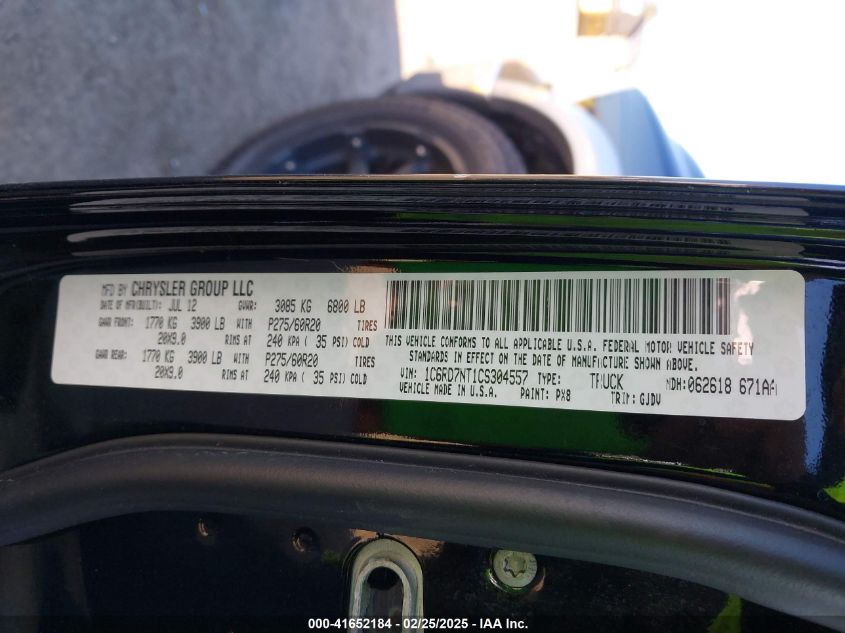 MFD BY CHRYSLER GROUP LLC
DATE OF MFR(BUILT): JUL 12 GVWR: 3085 KG 6800 LB
GAWR FRONT: 1770 KG 3900 LB WITH P275/60R20 TIRES
20X9.0 RIMS AT 240 KPA ( 35 PSI) COLD
GAWR REAR: 1770 KG 3900 LB WITH P275/60R20 TIRES
20X9.0 RIMS AT 240 KPA ( 35 PSI) COLD
THIS VEHICLE CONFORMS TO ALL APPLICABLE U.S.A. FEDERAL MOTOR VEHICLE SAFETY
STANDARDS IN EFFECT ON THE DATE OF MANUFACTURE SHOWN ABOVE.
VIN: 1C6RD7NT1CS304557 TYPE: TRUCK MDH: 062618 671AA
VEHICLE MADE IN U.S.A. PAINT: PX8 TRIM: GJDV
000-41652184 - 02/25/2025 - IAA Inc.